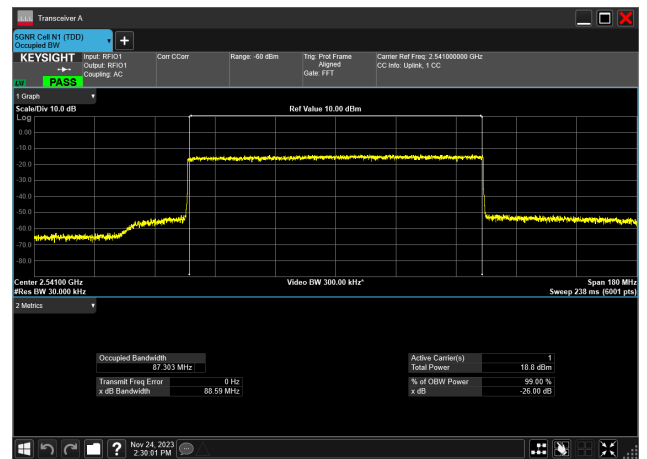 Transceiver A
5GNR Cell N1 (TDD)
Occupied BW
KEYSIGHT
LXI
PASS
Input: RFIO1
Output: RFIO1
Coupling: AC
Corr CCorr
Range: -60 dBm
Trig: Prot Frame
Aligned
Gate: FFT
Carrier Ref Freq: 2.541000000 GHz
CC Info: Uplink, 1 CC
1 Graph
Scale/Div 10.0 dB
Ref Value 10.00 dBm
Log
0.00
-10.0
-20.0
-30.0
-40.0
-50.0
-60.0
-70.0
-80.0
Center 2.54100 GHz
Video BW 300.00 kHz*
Span 180 MHz
#Res BW 30.000 kHz
Sweep 238 ms (6001 pts)
2 Metrics
Occupied Bandwidth
87.303 MHz
Active Carrier(s) 1
Total Power 18.8 dBm
Transmit Freq Error 0 Hz
x dB Bandwidth 88.59 MHz
% of OBW Power 99.00 %
x dB -26.00 dB
Nov 24, 2023
2:30:01 PM